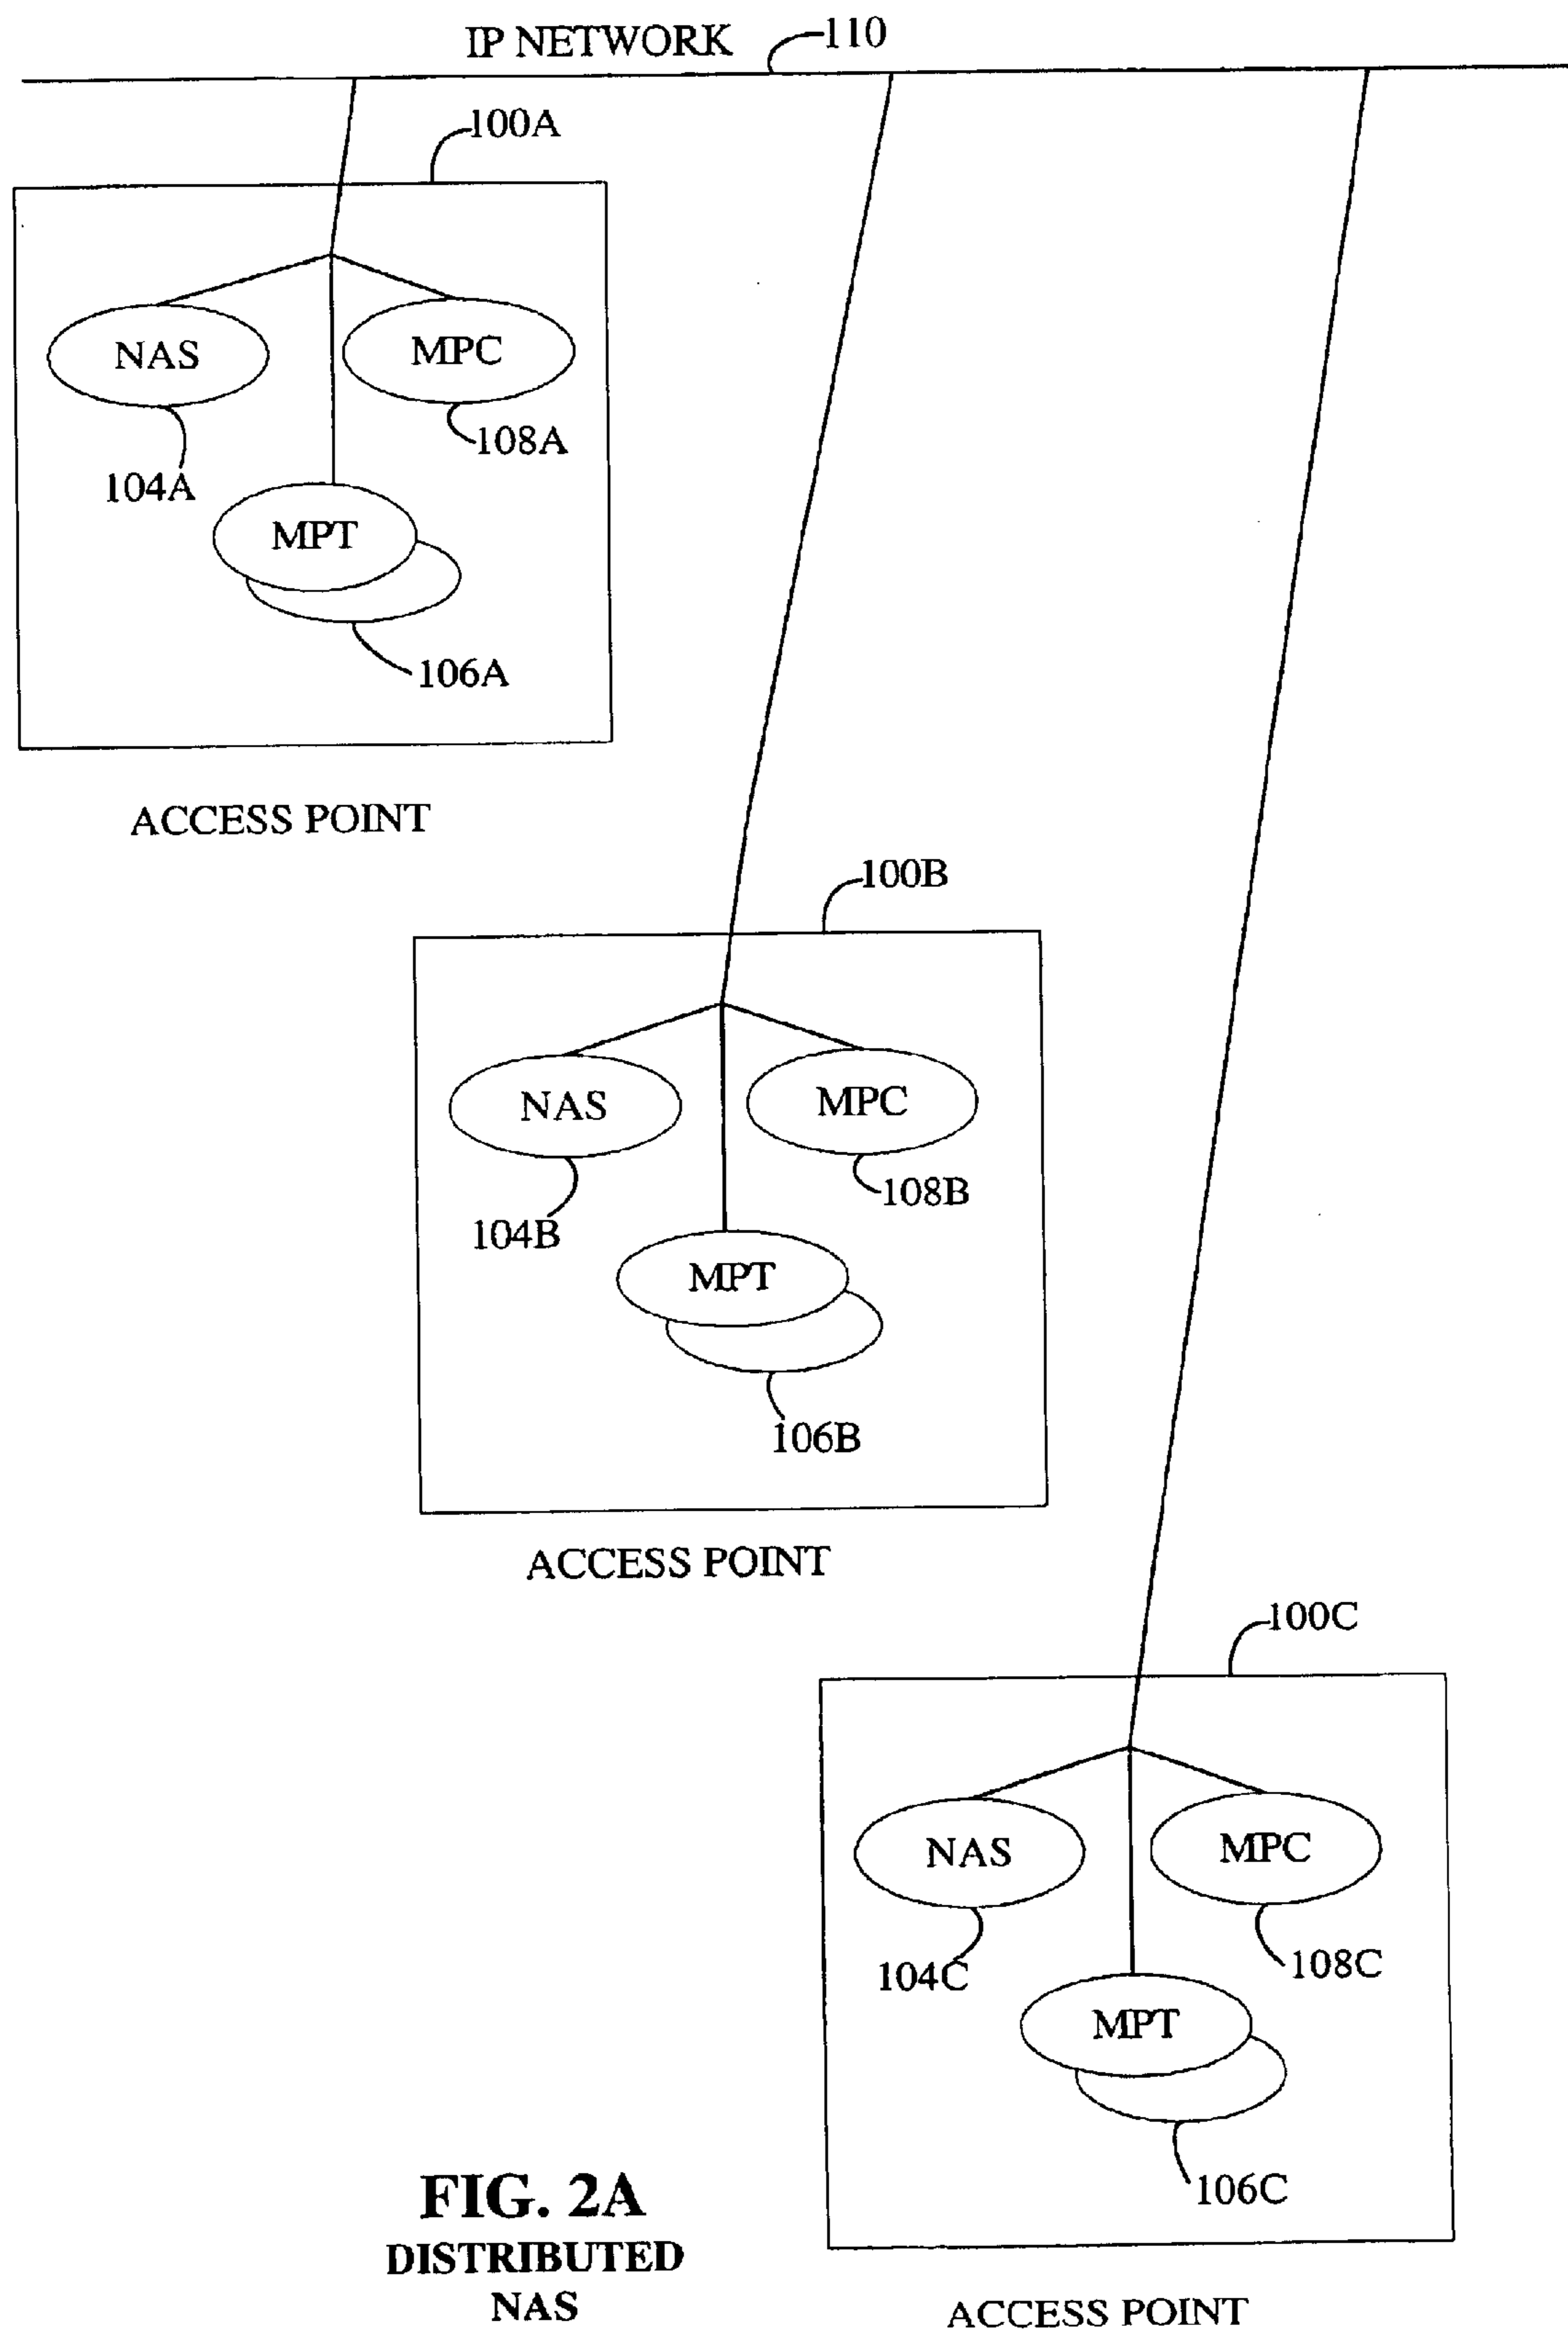 IP NETWORK
110
100A
NAS
MPC
108A
104A
MPT
106A
ACCESS POINT
100B
NAS
MPC
108B
104B
MPT
106B
ACCESS POINT
100C
NAS
MPC
108C
104C
MPT
106C
FIG. 2A
DISTRIBUTED
NAS
ACCESS POINT